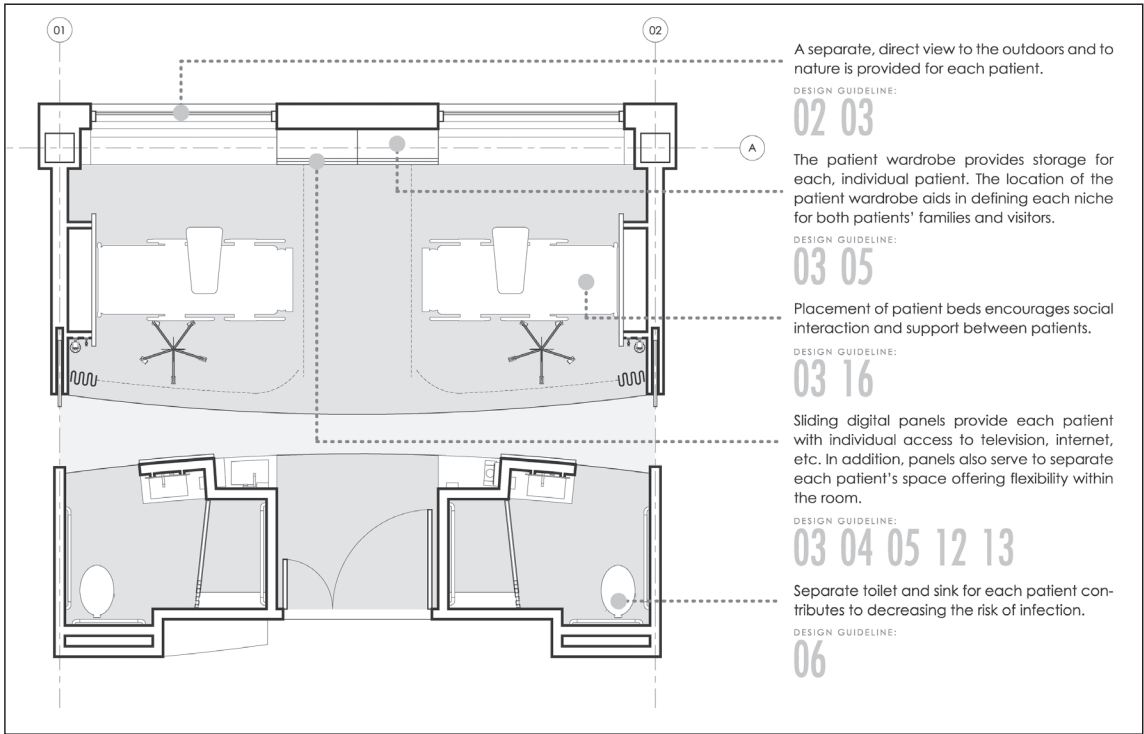 01
02
A
A separate, direct view to the outdoors and to
nature is provided for each patient.
DESIGN GUIDELINE:
02 03
The patient wardrobe provides storage for
each, individual patient. The location of the
patient wardrobe aids in defining each niche
for both patients’ families and visitors.
DESIGN GUIDELINE:
03 05
Placement of patient beds encourages social
interaction and support between patients.
DESIGN GUIDELINE:
03 16
Sliding digital panels provide each patient
with individual access to television, internet,
etc. In addition, panels also serve to separate
each patient’s space offering flexibility within
the room.
DESIGN GUIDELINE:
03 04 05 12 13
Separate toilet and sink for each patient con-
tributes to decreasing the risk of infection.
DESIGN GUIDELINE:
06